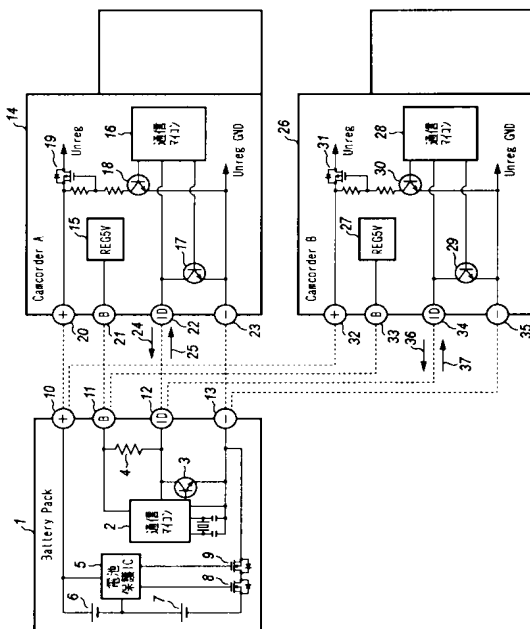 1
Battery Pack
6
5
電池
保護IC
7
8
9
2
通信
マイコン
3
4
10
+
11
B
12
ID
13
-
14
Camcorder A
15
REG5V
16
通信
マイコン
17
18
19
Unreg
Unreg GND
20
+
21
B
22
ID
23
-
24
25
26
Camcorder B
27
REG5V
28
通信
マイコン
29
30
31
Unreg
Unreg GND
32
+
33
B
34
ID
35
-
36
37